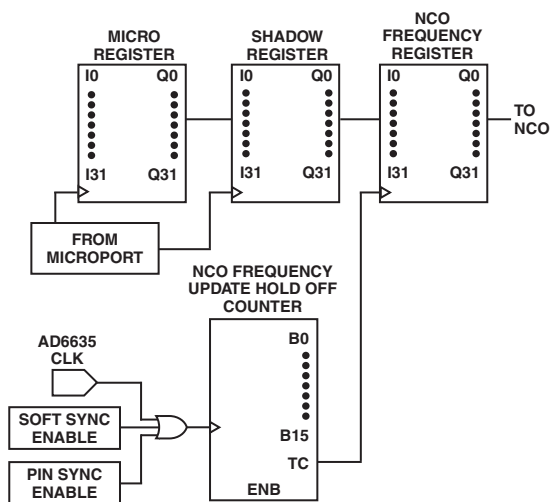 MICRO
REGISTER
I0 Q0
I31 Q31
SHADOW
REGISTER
I0 Q0
I31 Q31
NCO
FREQUENCY
REGISTER
I0 Q0
I31 Q31
TO
NCO
FROM
MICROPORT
NCO FREQUENCY
UPDATE HOLD OFF
COUNTER
B0
B15
TC
ENB
AD6635
CLK
SOFT SYNC
ENABLE
PIN SYNC
ENABLE